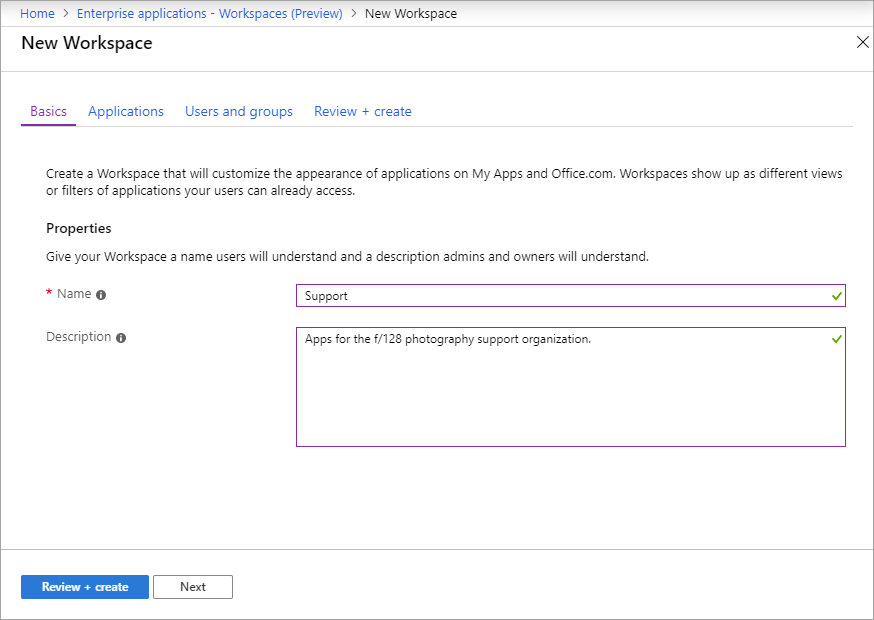 Home > Enterprise applications - Workspaces (Preview) > New Workspace
New Workspace
Basics Applications Users and groups Review + create
Create a Workspace that will customize the appearance of applications on My Apps and Office.com. Workspaces show up as different views
or filters of applications your users can already access.
Properties
Give your Workspace a name users will understand and a description admins and owners will understand.
* Name
Support
Description
Apps for the f/128 photography support organization.
Review + create Next